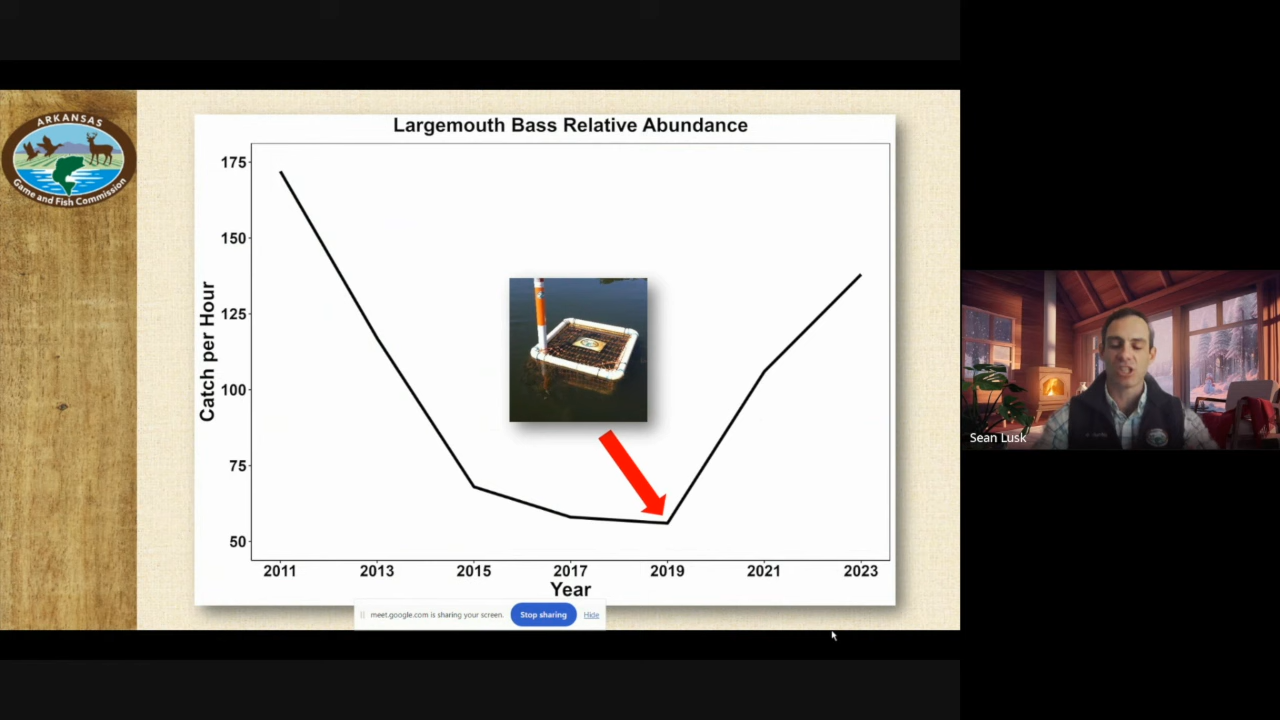 ARKANSAS
Game and Fish Commission
Largemouth Bass Relative Abundance
175
150
125
100
75
50
Catch per Hour
2011 2013 2015 2017 2019 2021 2023
Year
meet.google.com is sharing your screen. Stop sharing Hide
Sean Lusk